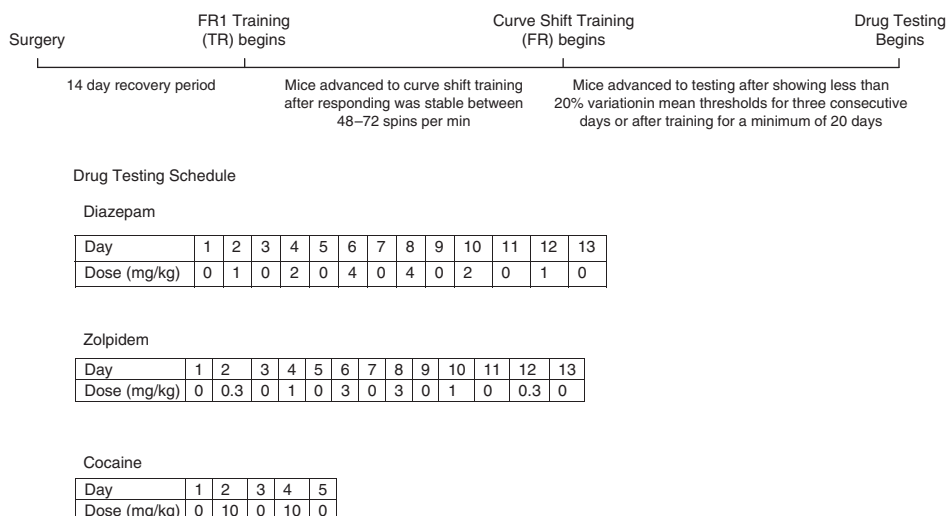 Surgery
FR1 Training
(TR) begins
Curve Shift Training
(FR) begins
Drug Testing
Begins
14 day recovery period
Mice advanced to curve shift training
after responding was stable between
48–72 spins per min
Mice advanced to testing after showing less than
20% variationin mean thresholds for three consecutive
days or after training for a minimum of 20 days
Drug Testing Schedule
Diazepam
Day 1 2 3 4 5 6 7 8 9 10 11 12 13
Dose (mg/kg) 0 1 0 2 0 4 0 4 0 2 0 1 0
Zolpidem
Day 1 2 3 4 5 6 7 8 9 10 11 12 13
Dose (mg/kg) 0 0.3 0 1 0 3 0 3 0 1 0 0.3 0
Cocaine
Day 1 2 3 4 5
Dose (mg/kg) 0 10 0 10 0